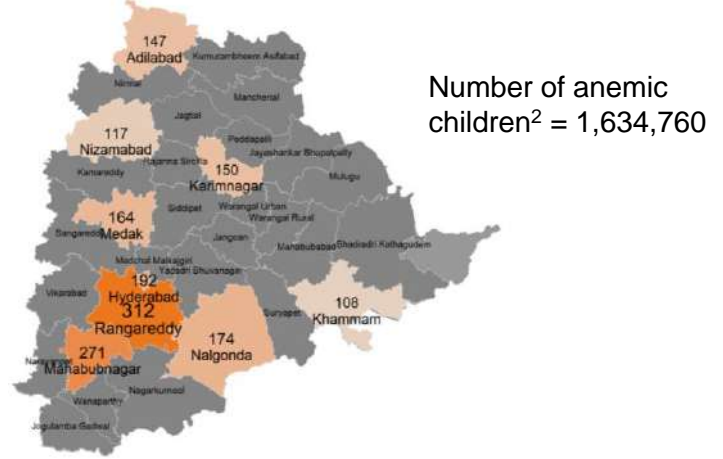 147
Adilabad
Kumurambheem Asifabad
Nirmal
Mancherial
Jagtial
117
Nizamabad
Peddapalli
Jayashankar Bhupalpally
Kamareddy
Rajanna Sircilla
150
Karimnagar
Mulugu
164
Medak
Siddipet
Warangal Urban
Warangal Rural
Sangareddy
Jangoan
Mahabubabad
Bhadradri Kothagudem
Medchal Malkajgiri
Yadadri Bhuvanagiri
192
Hyderabad
Vikarabad
312
Rangareddy
108
Khammam
Suryapet
174
Nalgonda
271
Mahabubnagar
Nagarkurnool
Wanaparthy
Jogulamba Gadwal
Number of anemic
children² = 1,634,760